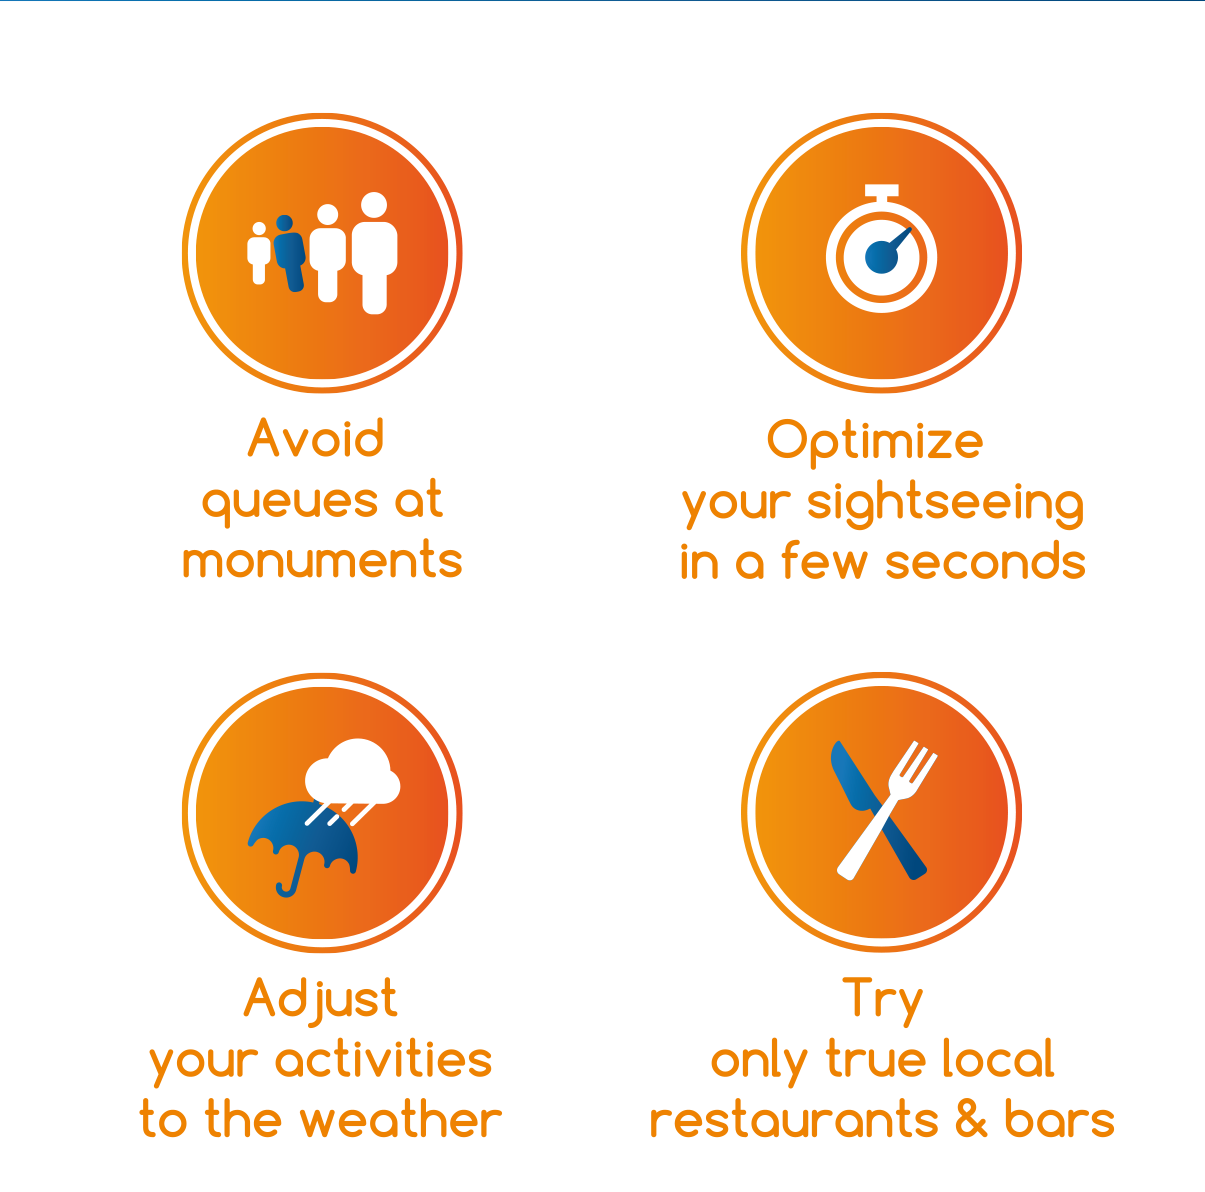 Avoid
queues at
monuments
Optimize
your sightseeing
in a few seconds
Adjust
your activities
to the weather
Try
only true local
restaurants & bars